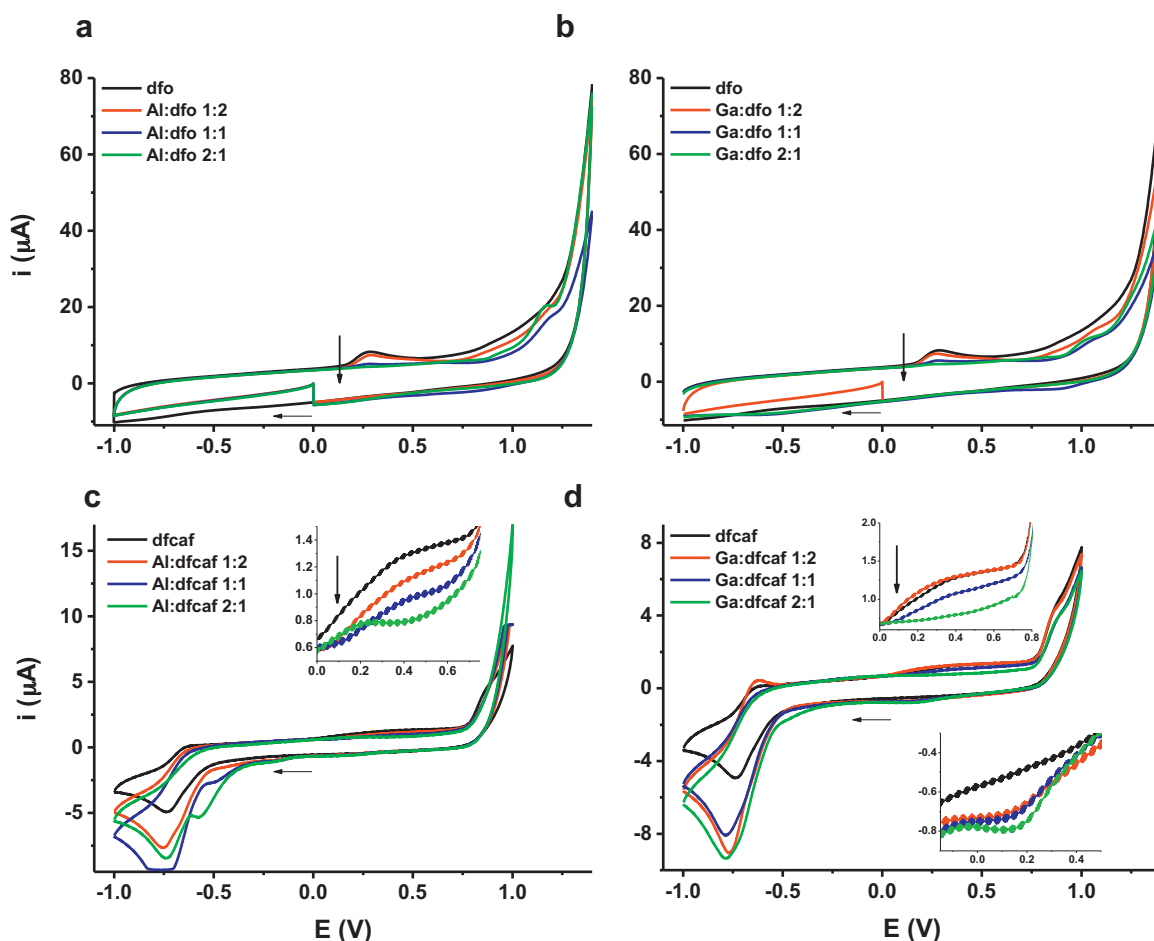 a
b
80
60
40
20
0
i (µA)
dfo
Al:dfo 1:2
Al:dfo 1:1
Al:dfo 2:1
-1.0 -0.5 0.0 0.5 1.0
80
60
40
20
0
dfo
Ga:dfo 1:2
Ga:dfo 1:1
Ga:dfo 2:1
-1.0 -0.5 0.0 0.5 1.0
c
d
15
10
5
0
-5
i (µA)
dfcaf
Al:dfcaf 1:2
Al:dfcaf 1:1
Al:dfcaf 2:1
1.4
1.2
1.0
0.8
0.6
0.0 0.2 0.4 0.6
-1.0 -0.5 0.0 0.5 1.0
E (V)
8
4
0
-4
-8
dfcaf
Ga:dfcaf 1:2
Ga:dfcaf 1:1
Ga:dfcaf 2:1
2.0
1.5
1.0
0.5
0.0 0.2 0.4 0.6 0.8
-0.4
-0.6
-0.8
0.0 0.2 0.4
-1.0 -0.5 0.0 0.5 1.0
E (V)